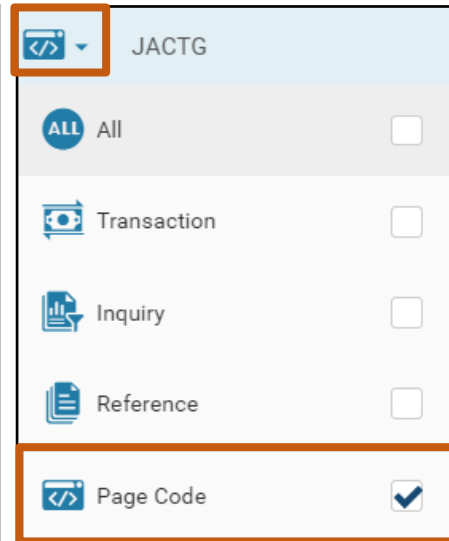 </> JACTG
ALL All
Transaction
Inquiry
Reference
</> Page Code